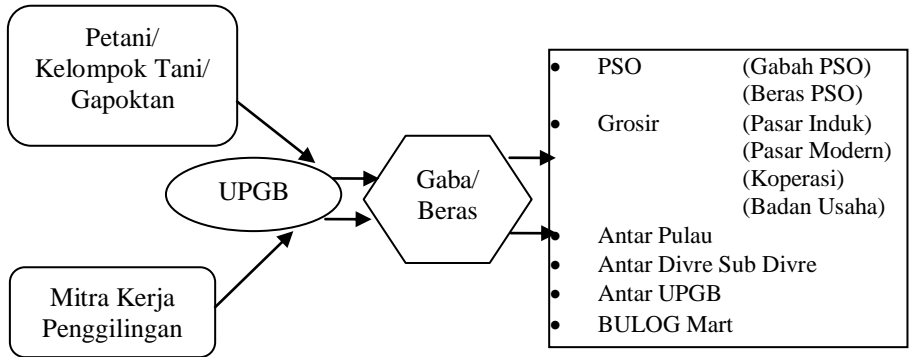 Petani/
Kelompok Tani/
Gapoktan
UPGB
Mitra Kerja
Penggilingan
Gaba/
Beras
• PSO (Gabah PSO)
(Beras PSO)
• Grosir (Pasar Induk)
(Pasar Modern)
(Koperasi)
(Badan Usaha)
• Antar Pulau
• Antar Divre Sub Divre
• Antar UPGB
• BULOG Mart